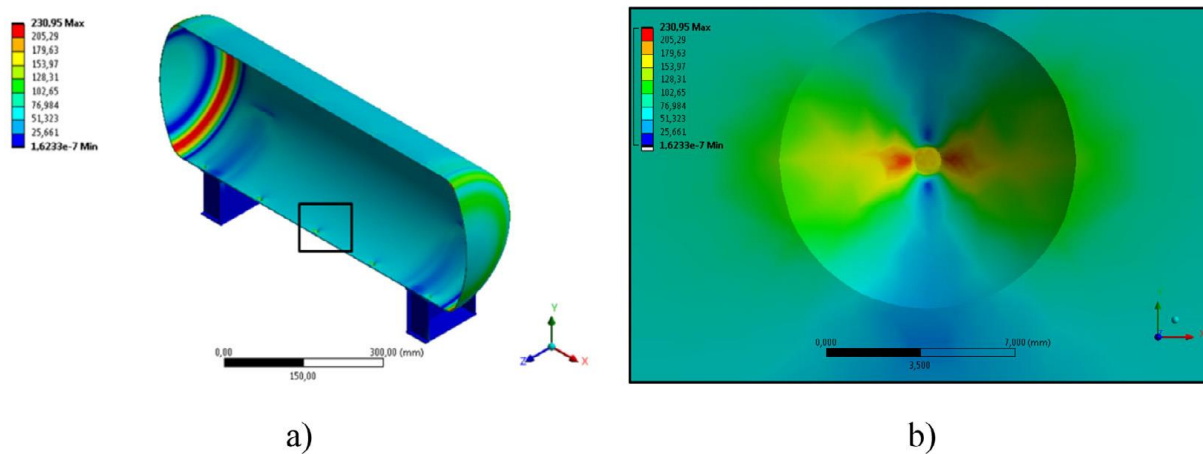 230,95 Max
205,29
179,63
153,97
128,31
102,65
76,984
51,323
25,661
1,6233e-7 Min
0,00
300,00 (mm)
150,00
Y
Z
X
a)
230,95 Max
205,29
179,63
153,97
128,31
102,65
76,984
51,323
25,661
1,6233e-7 Min
0,000
7,000 (mm)
3,500
b)